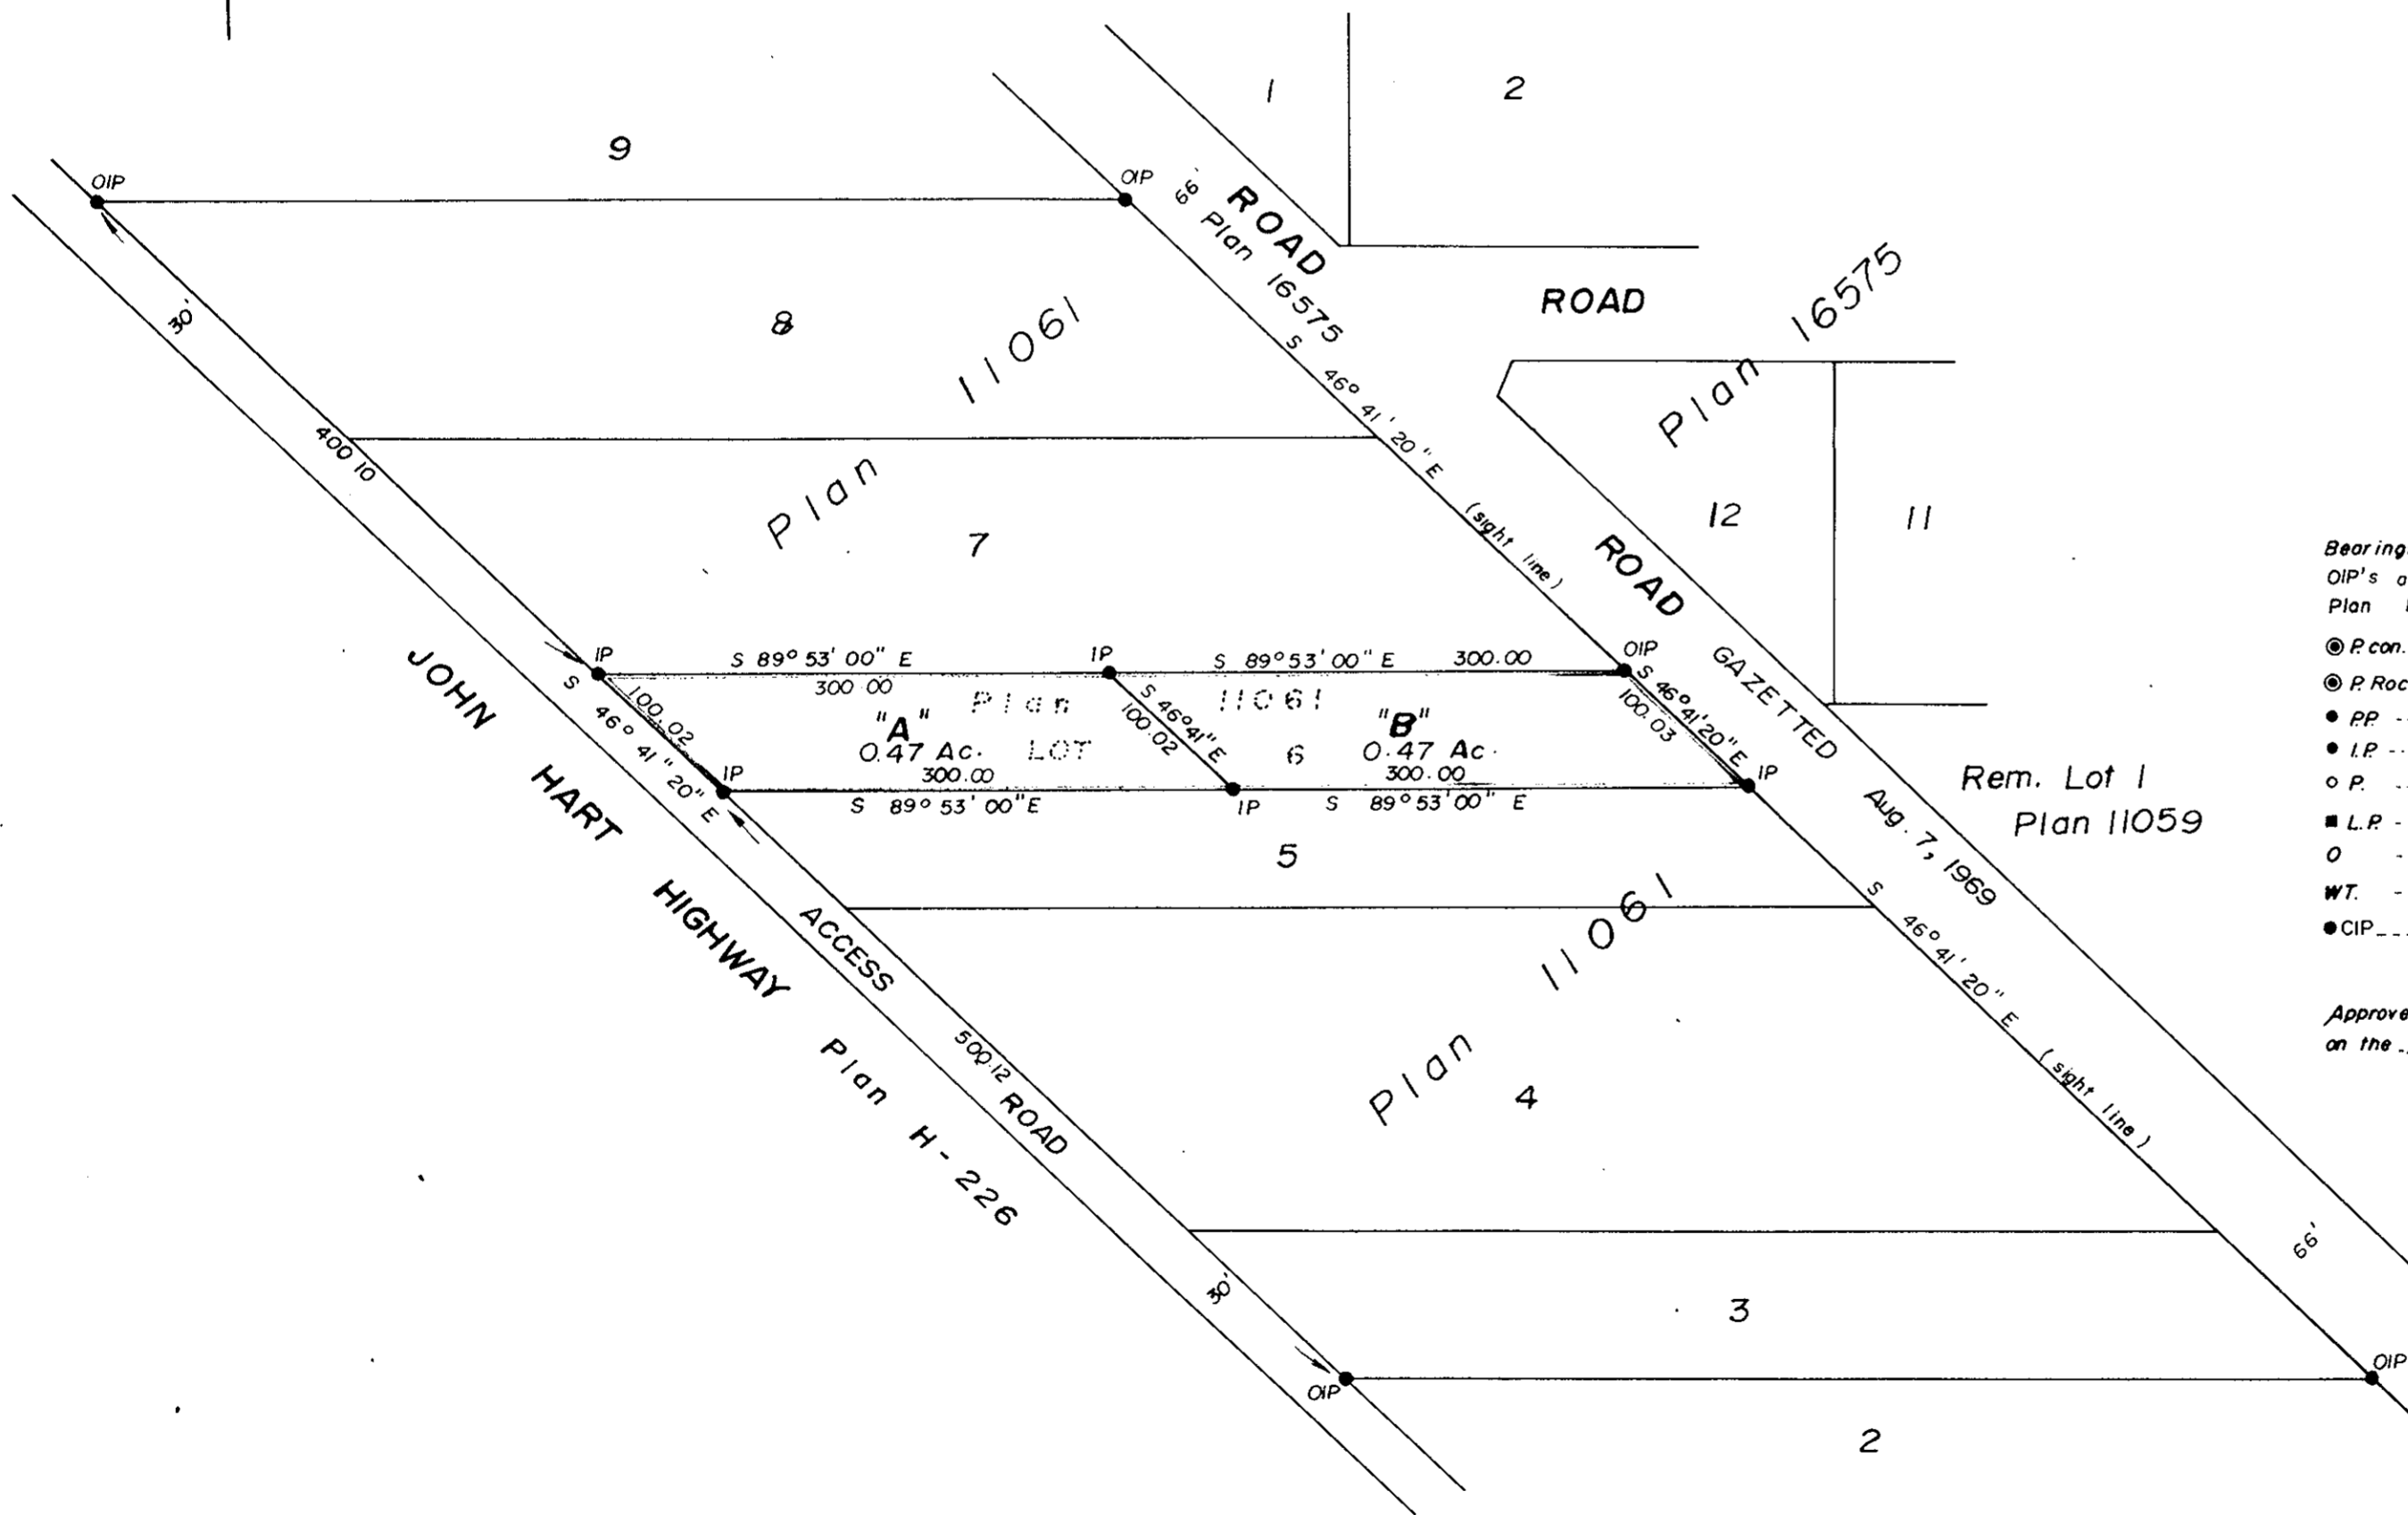 1
2
9
OIP
OIP
66'
ROAD
Plan 16575
ROAD
Plan 16575
30'
8
Plan 11061
S 46° 41' 20" E (sight line)
400 10
7
12
11
Bearing
OIP's
Plan
P. con.
P. Roc
P.P. -
I.P. --
P. -
L.P. -
O -
WT. -
CIP---
Approve
on the -
ROAD GAZETTED Aug. 7, 1969
IP
S 89° 53' 00" E
300 00
IP
S 89° 53' 00" E 300.00
OIP
S 46° 41' 20" E
100.02
Plan 11061
S 46° 41" E
100.02
S 46° 41' 20" E
100.03
"A"
0.47 Ac.
LOT 6
"B"
0.47 Ac.
S 46° 41" 20" E
IP
300.00
S 89° 53' 00" E
IP
300.00
S 89° 53' 00" E
IP
Rem. Lot 1
Plan 11059
JOHN HART HIGHWAY Plan H-226
5
ACCESS ROAD
500.12
Plan 11061
4
S 46° 41' 20" E (sight line)
66'
30'
3
OIP
OIP
2